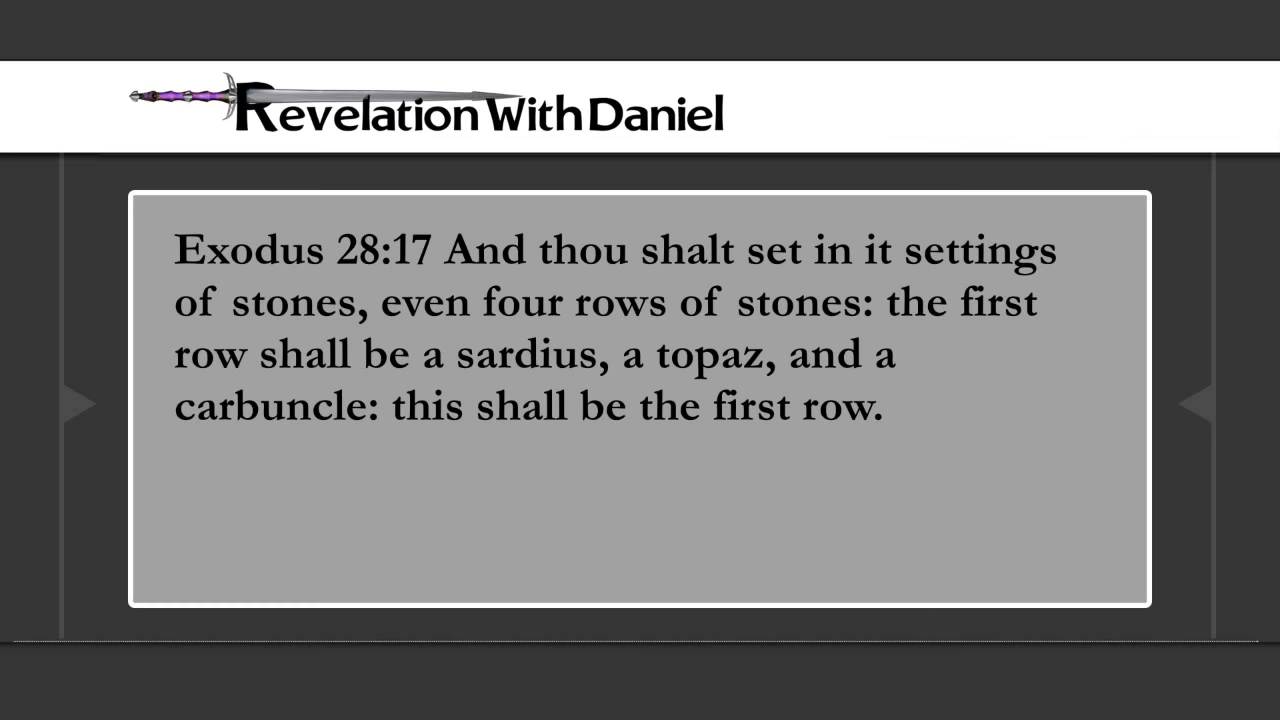 Revelation With Daniel
Exodus 28:17 And thou shalt set in it settings
of stones, even four rows of stones: the first
row shall be a sardius, a topaz, and a
carbuncle: this shall be the first row.